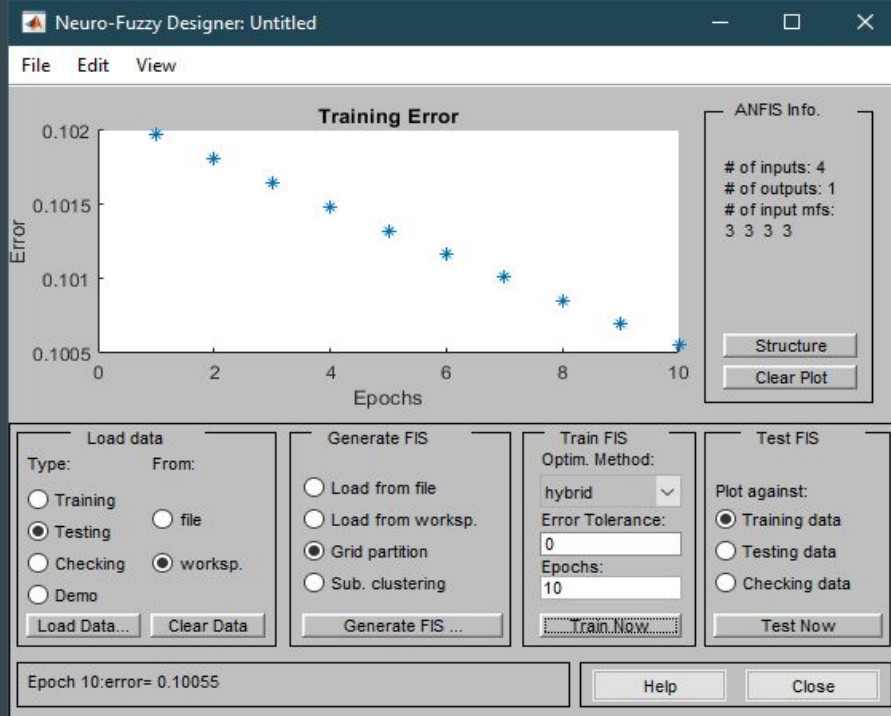 Neuro-Fuzzy Designer: Untitled
File Edit View
Training Error
0.102
0.1015
0.101
0.1005
Error
0 2 4 6 8 10
Epochs
ANFIS Info.
# of inputs: 4
# of outputs: 1
# of input mfs:
3 3 3 3
Structure
Clear Plot
Load data
Type: From:
Training
file
Testing
Checking
worksp.
Demo
Load Data... Clear Data
Generate FIS
Load from file
Load from worksp.
Grid partition
Sub. clustering
Generate FIS ...
Train FIS
Optim. Method:
hybrid
Error Tolerance:
0
Epochs:
10
Train Now
Test FIS
Plot against:
Training data
Testing data
Checking data
Test Now
Epoch 10:error= 0.10055
Help Close